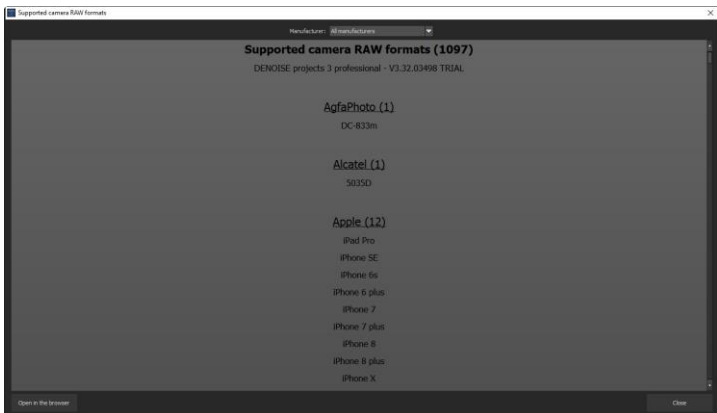 Supported camera RAW formats
Manufacturer: All manufacturers
Supported camera RAW formats (1097)
DENOISE projects 3 professional - V3.32.03498 TRIAL
AgfaPhoto (1)
DC-833m
Alcatel (1)
5035D
Apple (12)
iPad Pro
iPhone SE
iPhone 6s
iPhone 6 plus
iPhone 7
iPhone 7 plus
iPhone 8
iPhone 8 plus
iPhone X
Open in the browser
Close